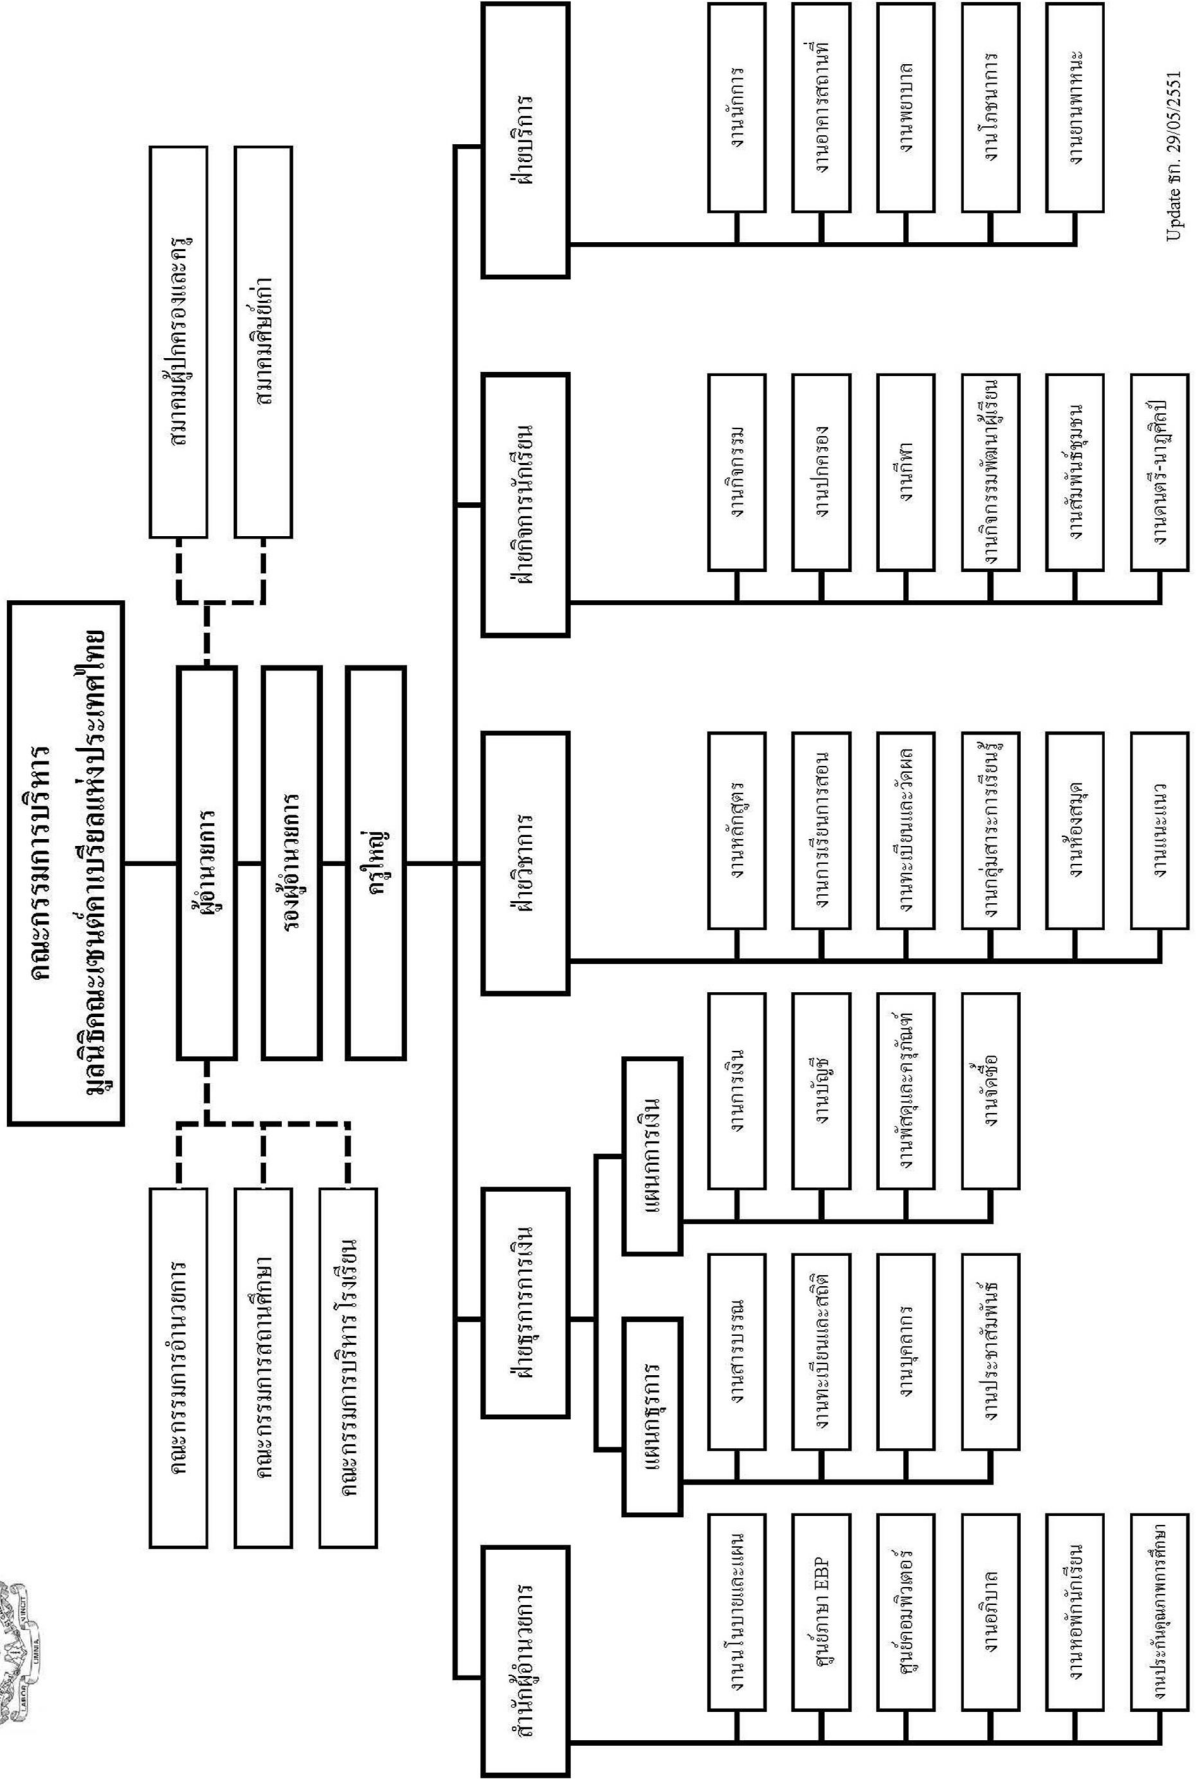 LABOR OMNIA VINCIT
คณะกรรมการบริหาร
มูลนิธิคณะเซนต์คาเบรียลแห่งประเทศไทย
คณะกรรมการอำนวยการ
คณะกรรมการสถานศึกษา
คณะกรรมการบริหารโรงเรียน
ผู้อำนวยการ
รองผู้อำนวยการ
ครูใหญ่
สมาคมผู้ปกครองและครู
สมาคมศิษย์เก่า
สำนักผู้อำนวยการ
งานนโนบายและแผน
ศูนย์ภาษา EBP
ศูนย์คอมพิวเตอร์
งานอภิบาล
งานหอพักนักเรียน
งานประกันคุณภาพการศึกษา
ฝ่ายธุรการการเงิน
แผนกธุรการ
งานสารบรรณ
งานทะเบียนและสถิติ
งานบุคลากร
งานประชาสัมพันธ์
แผนกการเงิน
งานการเงิน
งานบัญชี
งานพัสดุและครุภัณฑ์
งานจัดซื้อ
ฝ่ายวิชาการ
งานหลักสูตร
งานการเรียนการสอน
งานทะเบียนและวัดผล
งานกลุ่มสาระการเรียนรู้
งานห้องสมุด
งานแนะแนว
ฝ่ายกิจการนักเรียน
งานกิจกรรม
งานปกครอง
งานกีฬา
งานกิจกรรมพัฒนาผู้เรียน
งานสัมพันธ์ชุมชน
งานดนตรี-นาฏศิลป์
ฝ่ายบริการ
งานนักการ
งานอาคารสถานที่
งานพยาบาล
งานโภชนาการ
งานยานพาหนะ
Update ธก. 29/05/2551